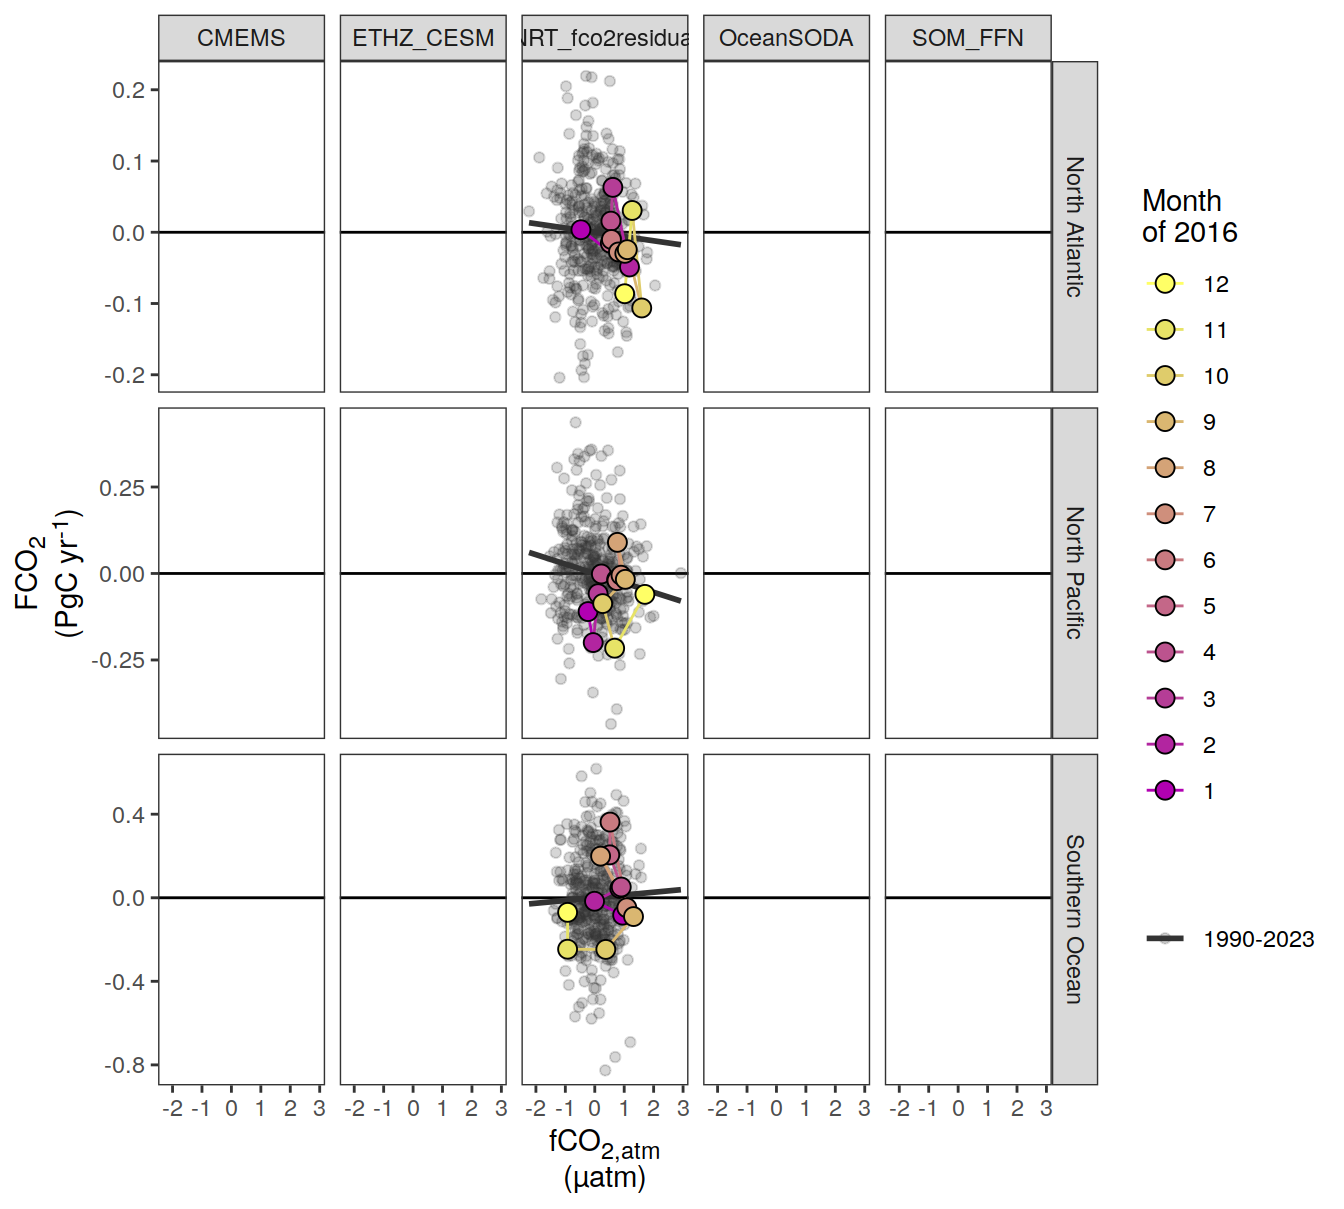 CMEMS ETHZ_CESM NRT_fco2residua OceanSODA SOM_FFN
0.2
0.1
0.0
-0.1
-0.2
North Atlantic
0.25
0.00
-0.25
North Pacific
0.4
0.0
-0.4
-0.8
Southern Ocean
-2 -1 0 1 2 3 -2 -1 0 1 2 3 -2 -1 0 1 2 3 -2 -1 0 1 2 3 -2 -1 0 1 2 3
FCO2
(PgC yr-1)
fCO2,atm
(µatm)
Month
of 2016
12
11
10
9
8
7
6
5
4
3
2
1
1990-2023